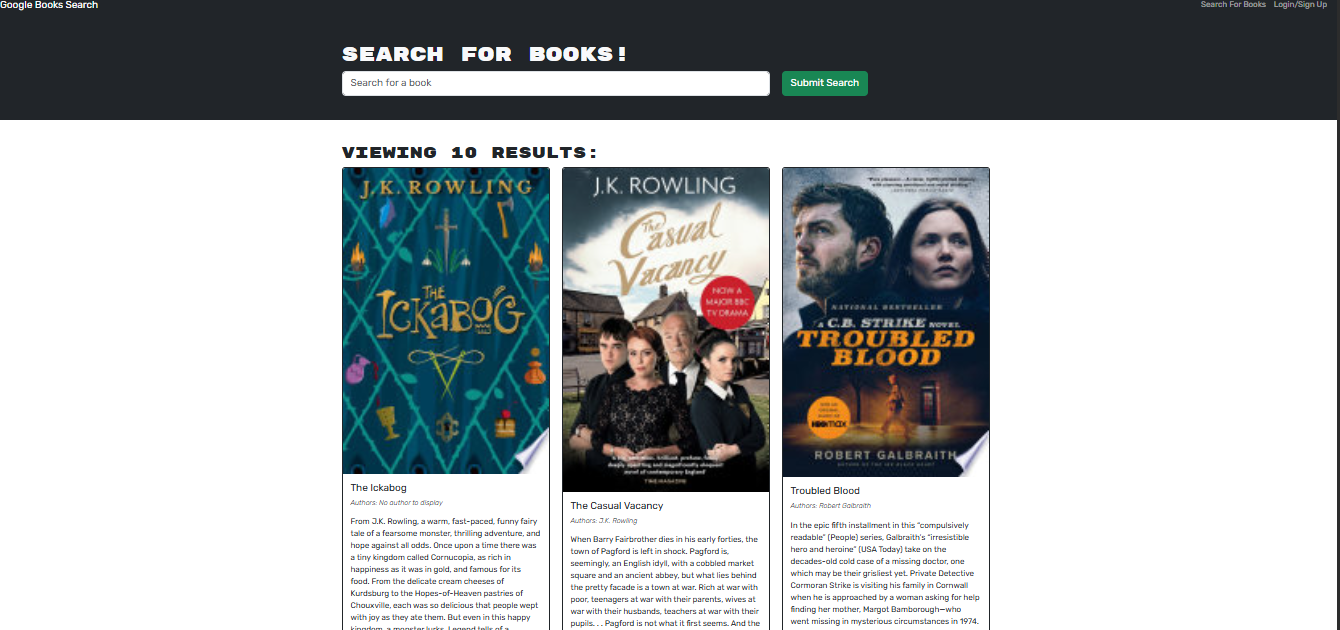 Google Books Search
Search For Books Login/Sign Up
SEARCH FOR BOOKS!
Search for a book
Submit Search
VIEWING 10 RESULTS:
J.K. ROWLING
THE
ICKABOG
The Ickabog
Authors: No author to display
From J.K. Rowling, a warm, fast-paced, funny fairy
tale of a fearsome monster, thrilling adventure, and
hope against all odds. Once upon a time there was
a tiny kingdom called Cornucopia, as rich in
happiness as it was in gold, and famous for its
food. From the delicate cream cheeses of
Kurdsburg to the Hopes-of-Heaven pastries of
Chouxville, each was so delicious that people wept
with joy as they ate them. But even in this happy
kingdom, a monster lurks. Legend tells of a
J.K. ROWLING
The
Casual
Vacancy
NOW A
MAJOR BBC
TV DRAMA
novel of contemporary England
TIME MAGAZINE
The Casual Vacancy
Authors: J.K. Rowling
When Barry Fairbrother dies in his early forties, the
town of Pagford is left in shock. Pagford is,
seemingly, an English idyll, with a cobbled market
square and an ancient abbey, but what lies behind
the pretty facade is a town at war. Rich at war with
poor, teenagers at war with their parents, wives at
war with their husbands, teachers at war with their
pupils. . . Pagford is not what it first seems. And the
NATIONAL BESTSELLER
A C.B. STRIKE NOVEL
TROUBLED
BLOOD
HBOmax
ROBERT GALBRAITH
Troubled Blood
Authors: Robert Galbraith
In the epic fifth installment in this “compulsively
readable” (People) series, Galbraith's “irresistible
hero and heroine” (USA Today) take on the
decades-old cold case of a missing doctor, one
which may be their grisliest yet. Private Detective
Cormoran Strike is visiting his family in Cornwall
when he is approached by a woman asking for help
finding her mother, Margot Bamborough—who
went missing in mysterious circumstances in 1974.